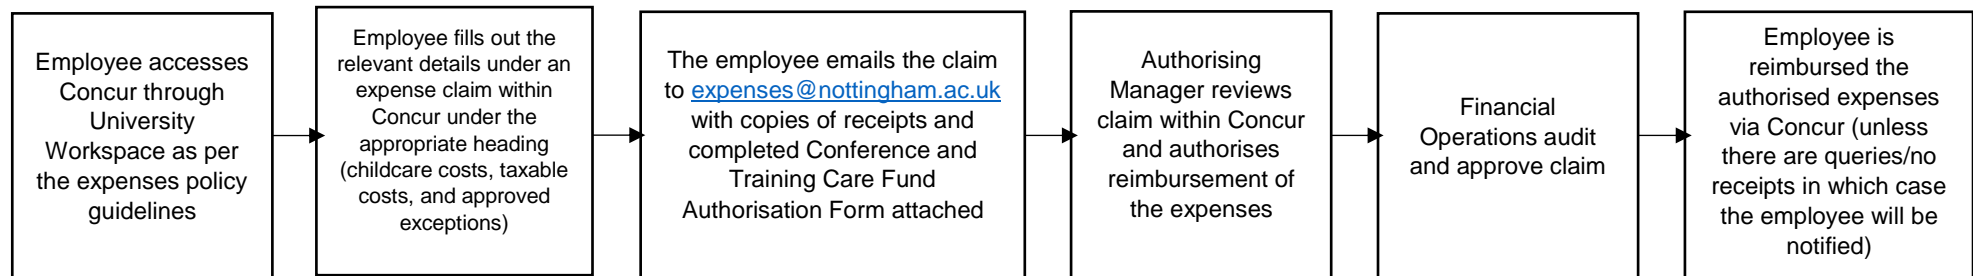 Employee accesses
Concur through
University
Workspace as per
the expenses policy
guidelines
Employee fills out the
relevant details under an
expense claim within
Concur under the
appropriate heading
(childcare costs, taxable
costs, and approved
exceptions)
The employee emails the claim
to expenses@nottingham.ac.uk
with copies of receipts and
completed Conference and
Training Care Fund
Authorisation Form attached
Authorising
Manager reviews
claim within Concur
and authorises
reimbursement of
the expenses
Financial
Operations audit
and approve claim
Employee is
reimbursed the
authorised expenses
via Concur (unless
there are queries/no
receipts in which case
the employee will be
notified)